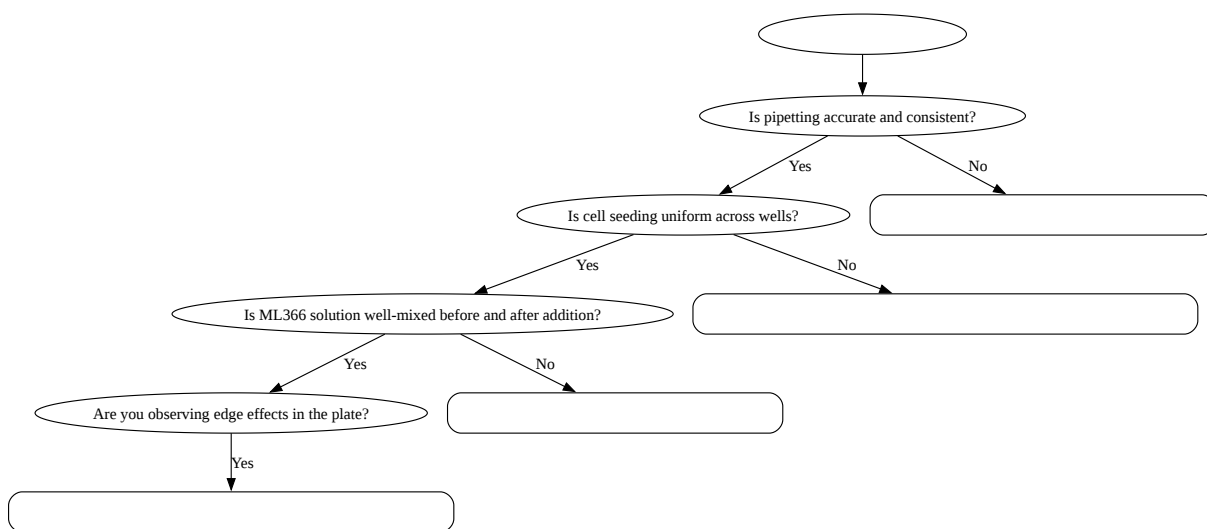 Is pipetting accurate and consistent?
Yes
No
Is cell seeding uniform across wells?
Yes
No
Is ML366 solution well-mixed before and after addition?
Yes
No
Are you observing edge effects in the plate?
Yes